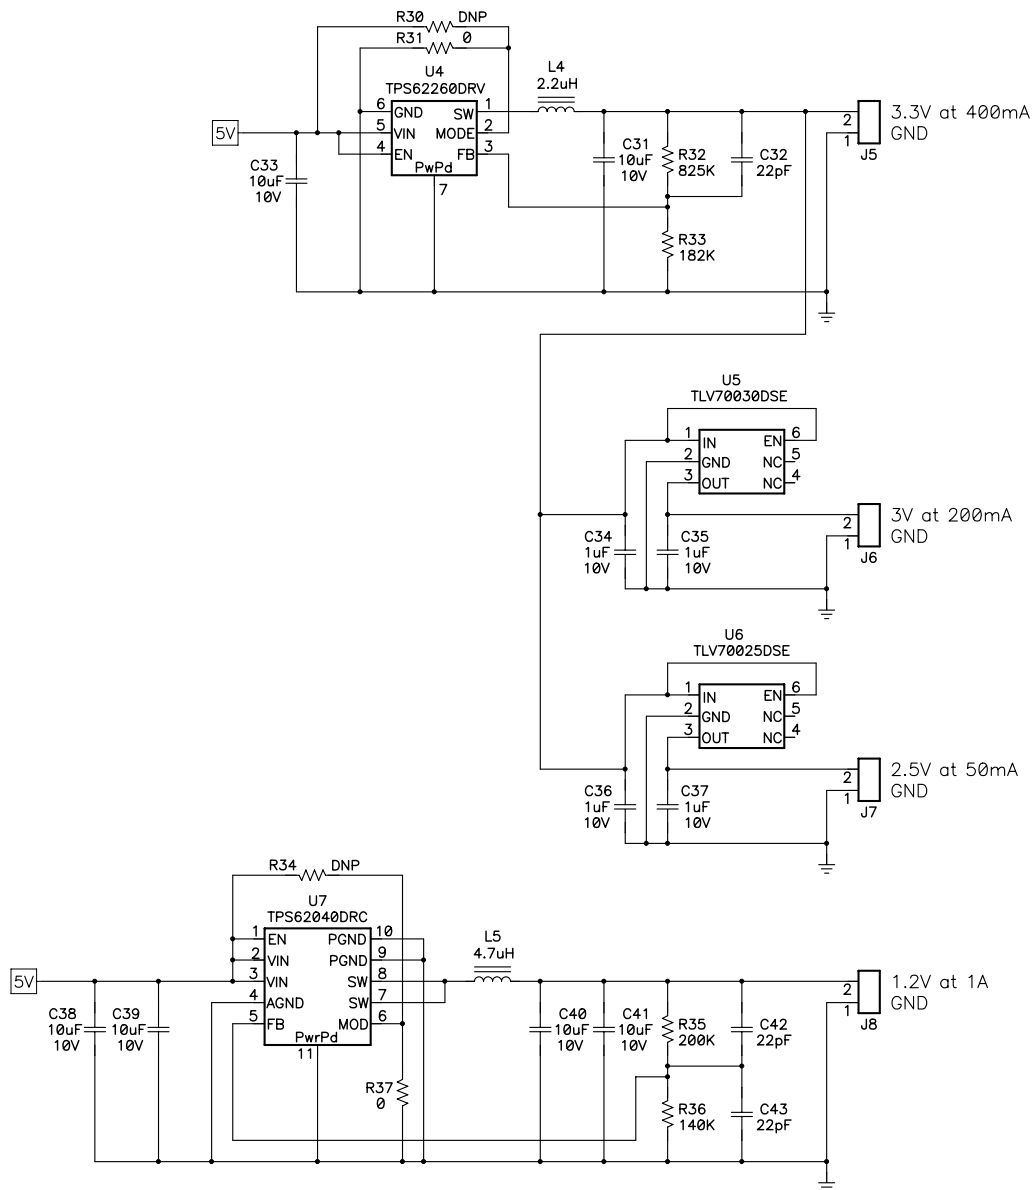 R30 DNP
R31 0
U4
TPS62260DRV
L4
2.2uH
6 GND SW 1
5 VIN MODE 2
4 EN FB 3
PwPd
7
5V
C33
10uF
10V
C31
10uF
10V
R32
825K
C32
22pF
R33
182K
2
1
J5
3.3V at 400mA
GND
U5
TLV70030DSE
1 IN EN 6
2 GND NC 5
3 OUT NC 4
C34
1uF
10V
C35
1uF
10V
2
1
J6
3V at 200mA
GND
U6
TLV70025DSE
1 IN EN 6
2 GND NC 5
3 OUT NC 4
C36
1uF
10V
C37
1uF
10V
2
1
J7
2.5V at 50mA
GND
R34 DNP
U7
TPS62040DRC
1 EN PGND 10
2 VIN PGND 9
3 VIN SW 8
4 AGND SW 7
5 FB MOD 6
PwrPd
11
5V
C38
10uF
10V
C39
10uF
10V
R37
0
L5
4.7uH
C40
10uF
10V
C41
10uF
10V
R35
200K
C42
22pF
R36
140K
C43
22pF
2
1
J8
1.2V at 1A
GND